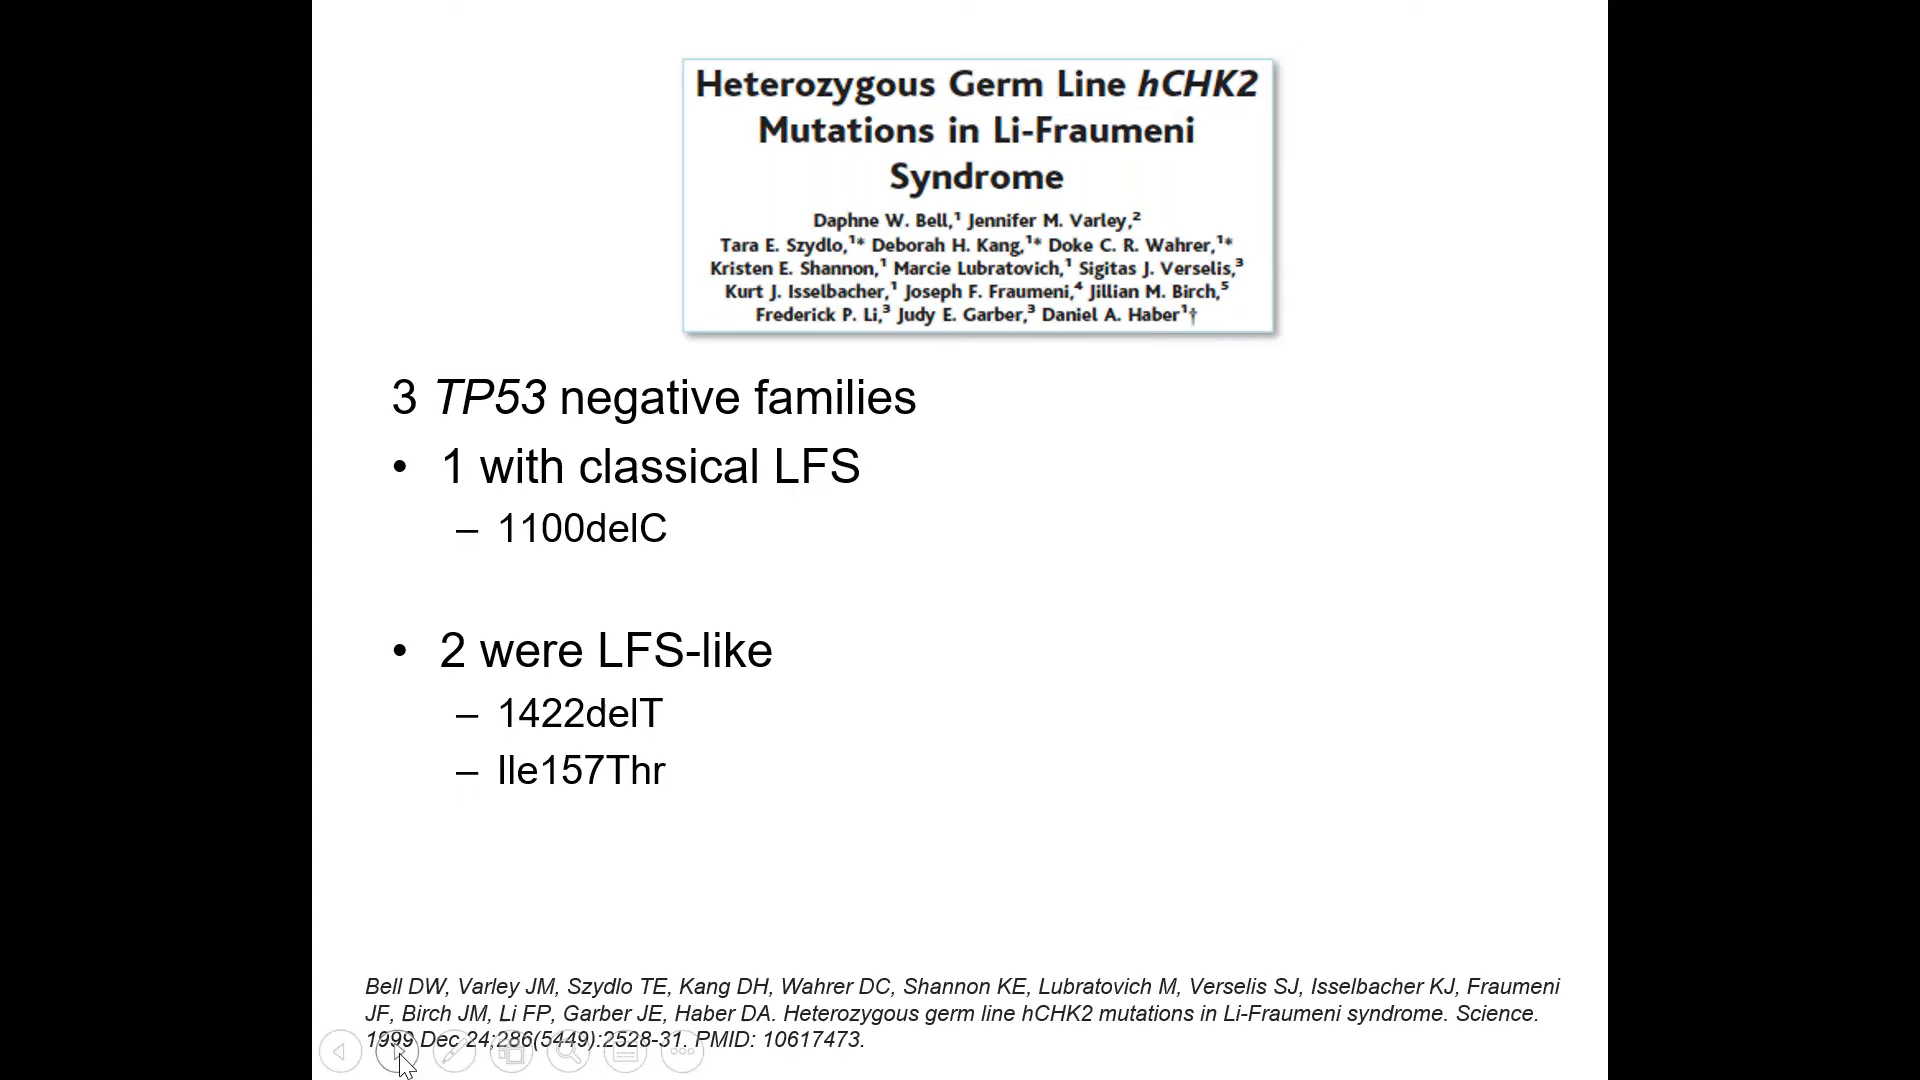 Heterozygous Germ Line hCHK2
Mutations in Li-Fraumeni
Syndrome
Daphne W. Bell,¹ Jennifer M. Varley,²
Tara E. Szydlo,¹* Deborah H. Kang,¹* Doke C. R. Wahrer,¹*
Kristen E. Shannon,¹ Marcie Lubratovich,¹ Sigitas J. Verselis,³
Kurt J. Isselbacher,¹ Joseph F. Fraumeni,⁴ Jillian M. Birch,⁵
Frederick P. Li,³ Judy E. Garber,³ Daniel A. Haber¹†
3 TP53 negative families
• 1 with classical LFS
– 1100delC
• 2 were LFS-like
– 1422delT
– Ile157Thr
Bell DW, Varley JM, Szydlo TE, Kang DH, Wahrer DC, Shannon KE, Lubratovich M, Verselis SJ, Isselbacher KJ, Fraumeni
JF, Birch JM, Li FP, Garber JE, Haber DA. Heterozygous germ line hCHK2 mutations in Li-Fraumeni syndrome. Science.
1999 Dec 24;286(5449):2528-31. PMID: 10617473.